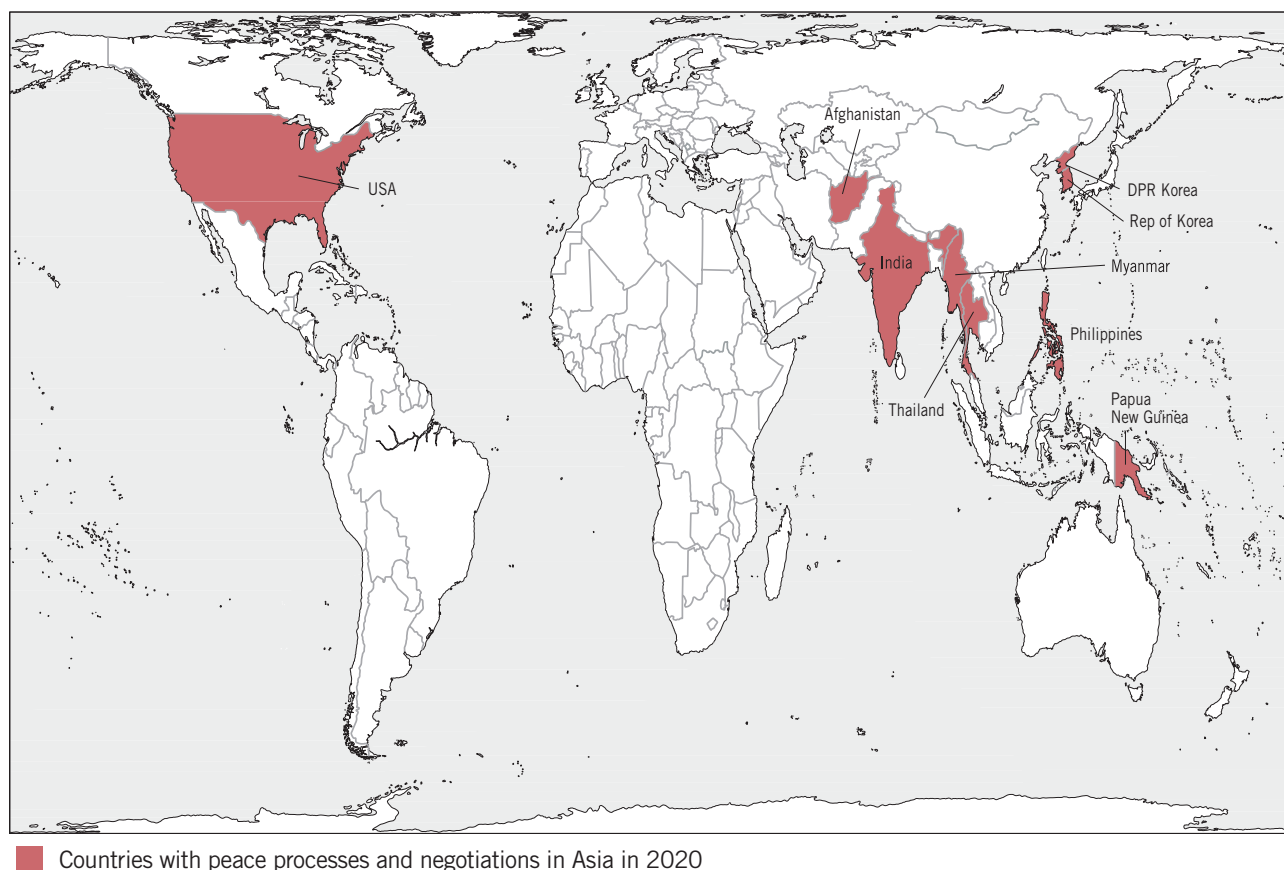 Afghanistan
USA
DPR Korea
Rep of Korea
India
Myanmar
Philippines
Thailand
Papua
New Guinea
Countries with peace processes and negotiations in Asia in 2020